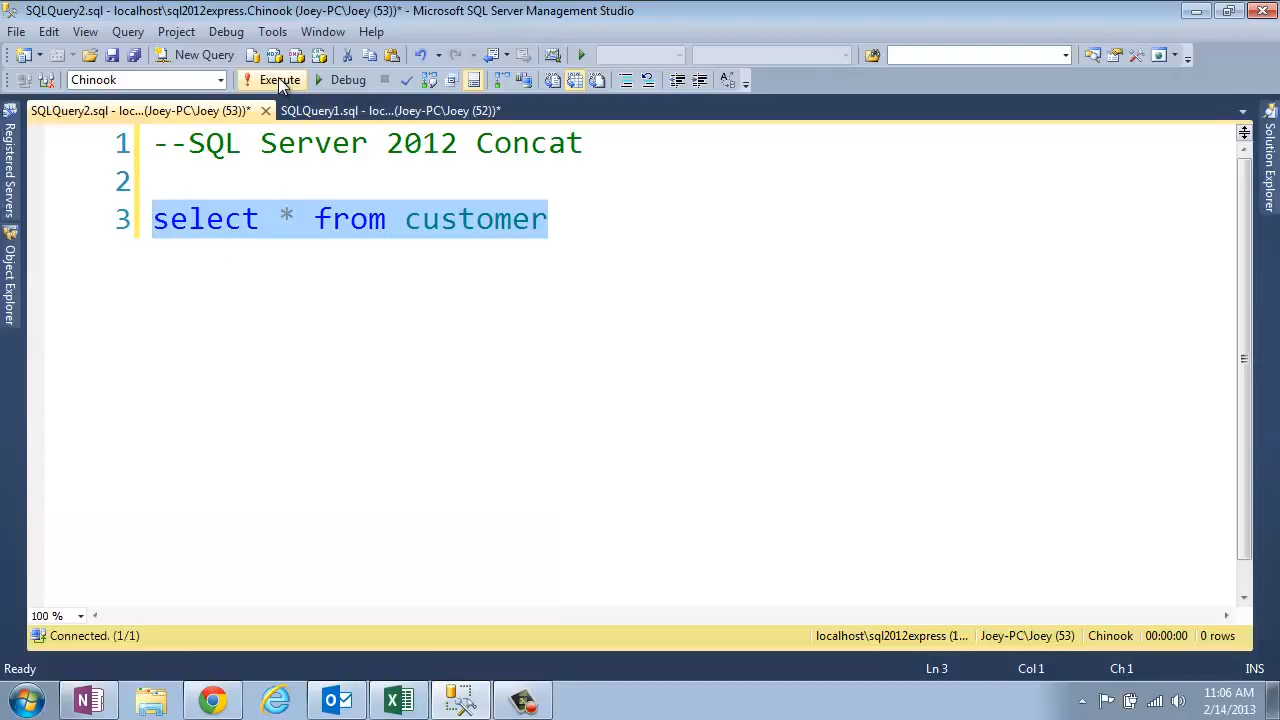 SQLQuery2.sql - localhost\sql2012express.Chinook (Joey-PC\Joey (53))* - Microsoft SQL Server Management Studio
File Edit View Query Project Debug Tools Window Help
New Query
Chinook Execute Debug
SQLQuery2.sql - loc...(Joey-PC\Joey (53))* SQLQuery1.sql - loc...(Joey-PC\Joey (52))*
Registered Servers
Object Explorer
Solution Explorer
1 --SQL Server 2012 Concat
2
3 select * from customer
100 %
Connected. (1/1) localhost\sql2012express (1... Joey-PC\Joey (53) Chinook 00:00:00 0 rows
Ready Ln 3 Col 1 Ch 1 INS
11:06 AM
2/14/2013